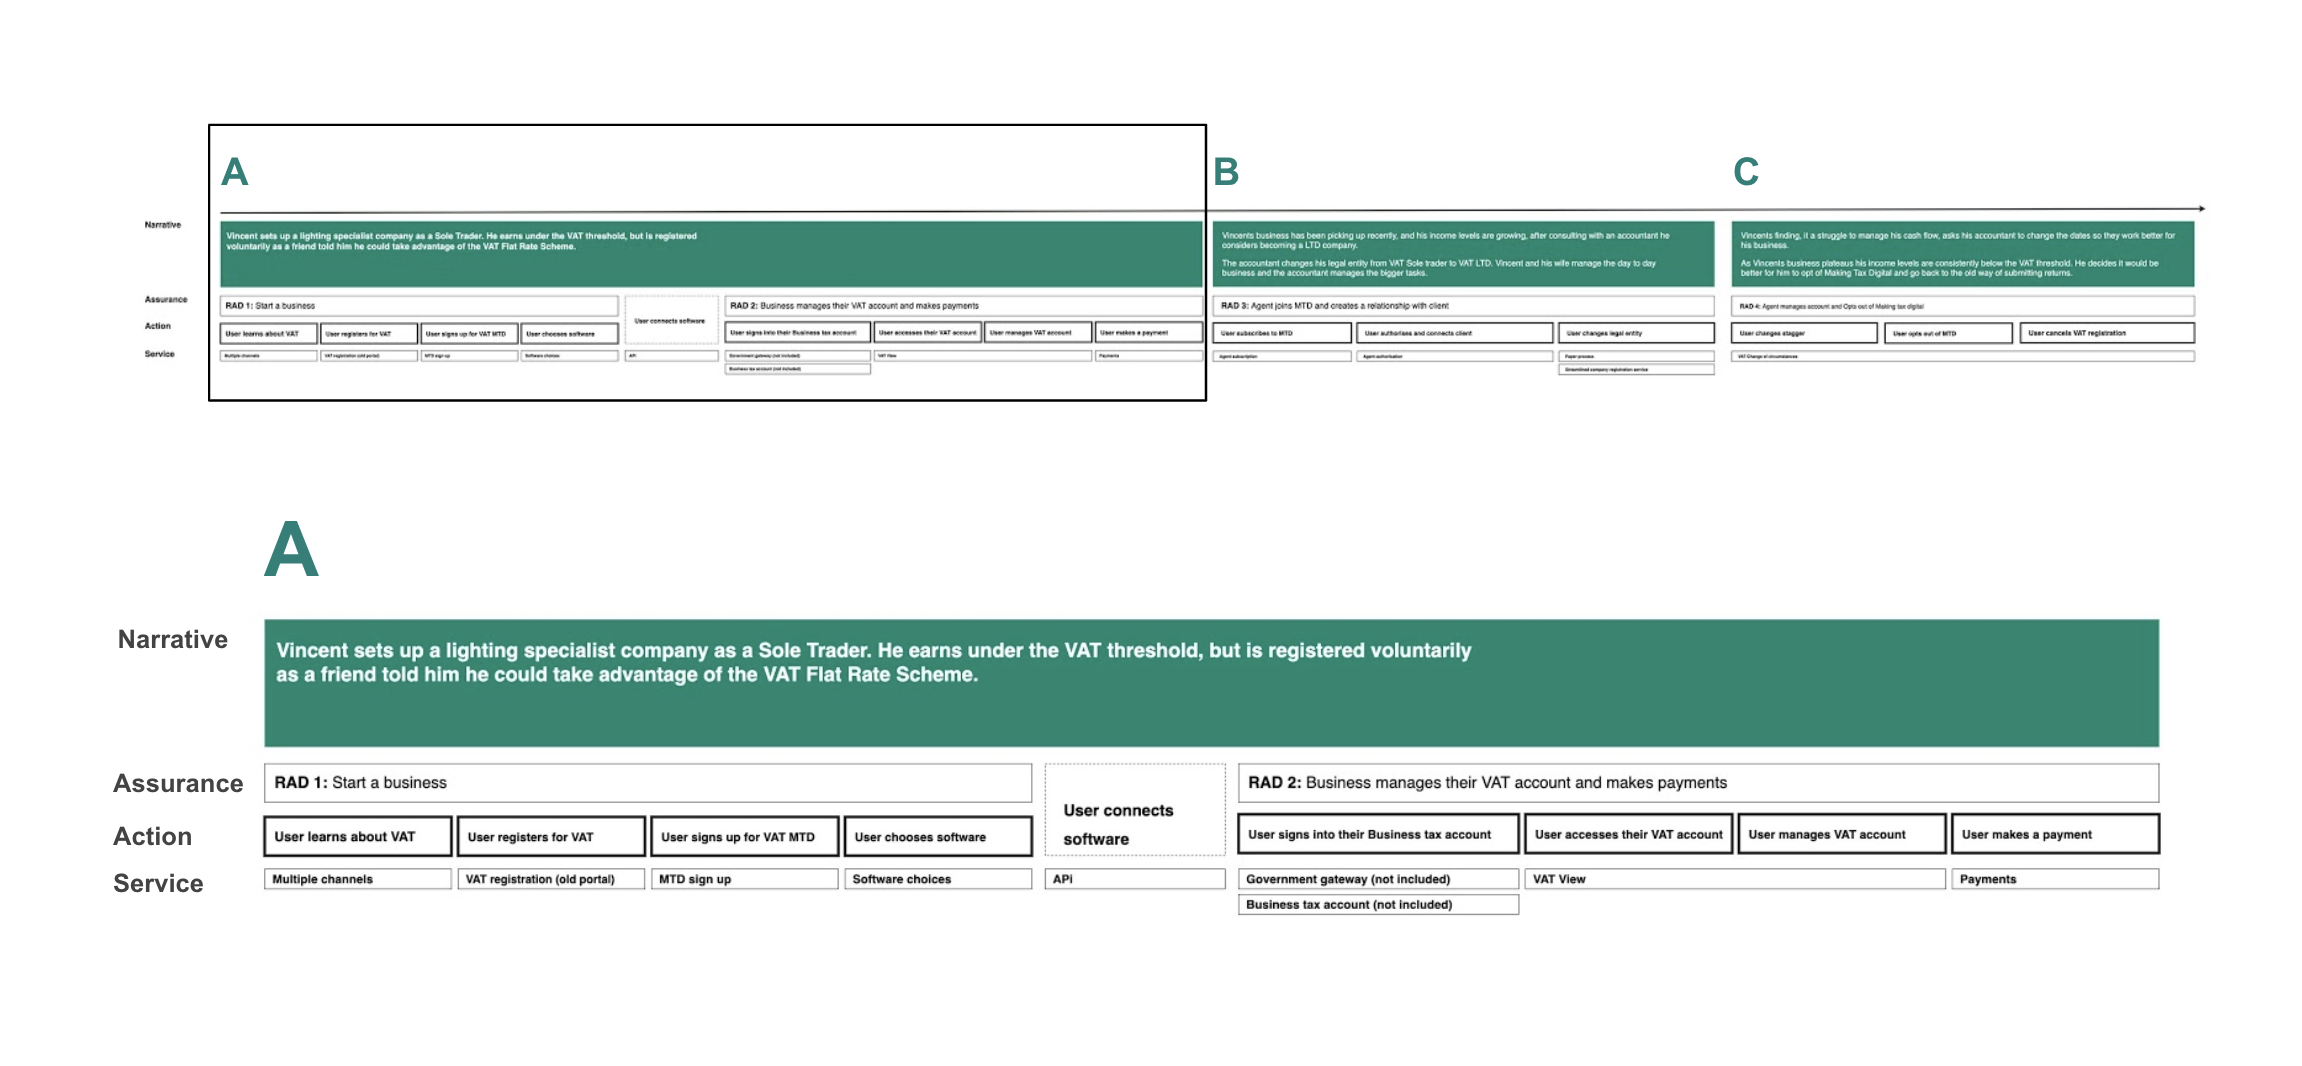 A
B
C
Narrative
Vincent sets up a lighting specialist company as a Sole Trader. He earns under the VAT threshold, but is registered
voluntarily as a friend told him he could take advantage of the VAT Flat Rate Scheme.
Vincents business has been picking up recently, and his income levels are growing, after consulting with an accountant he
considers becoming a LTD company.
The accountant changes his legal entity from VAT Sole trader to VAT LTD. Vincent and his wife manage the day to day
business and the accountant manages the bigger tasks.
Vincents finding, it a struggle to manage his cash flow, asks his accountant to change the dates so they work better for
his business.
As Vincents business plateaus his income levels are consistently below the VAT threshold. He decides it would be
better for him to opt of Making Tax Digital and go back to the old way of submitting returns.
Assurance
RAD 1: Start a business
User connects software
RAD 2: Business manages their VAT account and makes payments
RAD 3: Agent joins MTD and creates a relationship with client
RAD 4: Agent manages account and Opts out of Making tax digital
Action
User learns about VAT
User registers for VAT
User signs up for VAT MTD
User chooses software
User signs into their Business tax account
User accesses their VAT account
User manages VAT account
User makes a payment
User subscribes to MTD
User authorises and connects client
User changes legal entity
User changes stagger
User opts out of MTD
User cancels VAT registration
Service
Multiple channels
VAT registration (old portal)
MTD sign up
Software choices
API
Government gateway (not included)
VAT View
Payments
Agent subscription
Agent authorisation
Paper process
VAT Change of circumstances
Business tax account (not included)
Streamlined company registration service
A
Narrative
Vincent sets up a lighting specialist company as a Sole Trader. He earns under the VAT threshold, but is registered voluntarily
as a friend told him he could take advantage of the VAT Flat Rate Scheme.
Assurance
RAD 1: Start a business
User connects
software
RAD 2: Business manages their VAT account and makes payments
Action
User learns about VAT
User registers for VAT
User signs up for VAT MTD
User chooses software
User signs into their Business tax account
User accesses their VAT account
User manages VAT account
User makes a payment
Service
Multiple channels
VAT registration (old portal)
MTD sign up
Software choices
APi
Government gateway (not included)
VAT View
Payments
Business tax account (not included)